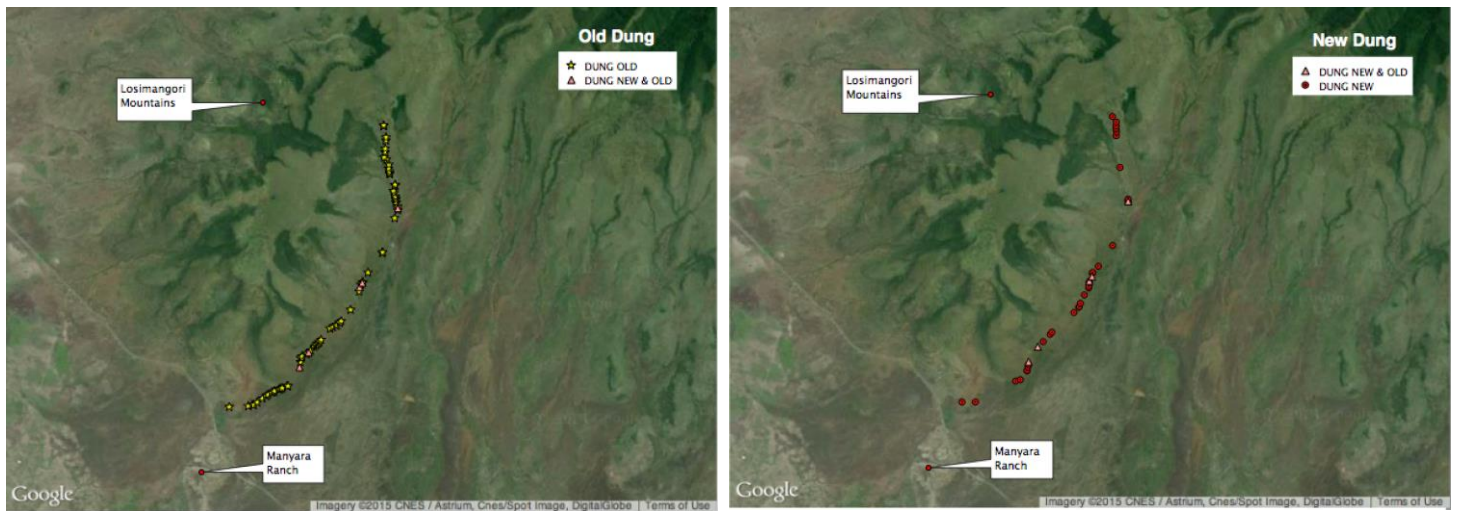 Old Dung
DUNG OLD
DUNG NEW & OLD
Losimangori
Mountains
Manyara
Ranch
Google
Imagery ©2015 CNES / Astrium, Cnes/Spot Image, DigitalGlobe | Terms of Use
New Dung
DUNG NEW & OLD
DUNG NEW
Losimangori
Mountains
Manyara
Ranch
Google
Imagery ©2015 CNES / Astrium, Cnes/Spot Image, DigitalGlobe | Terms of Use